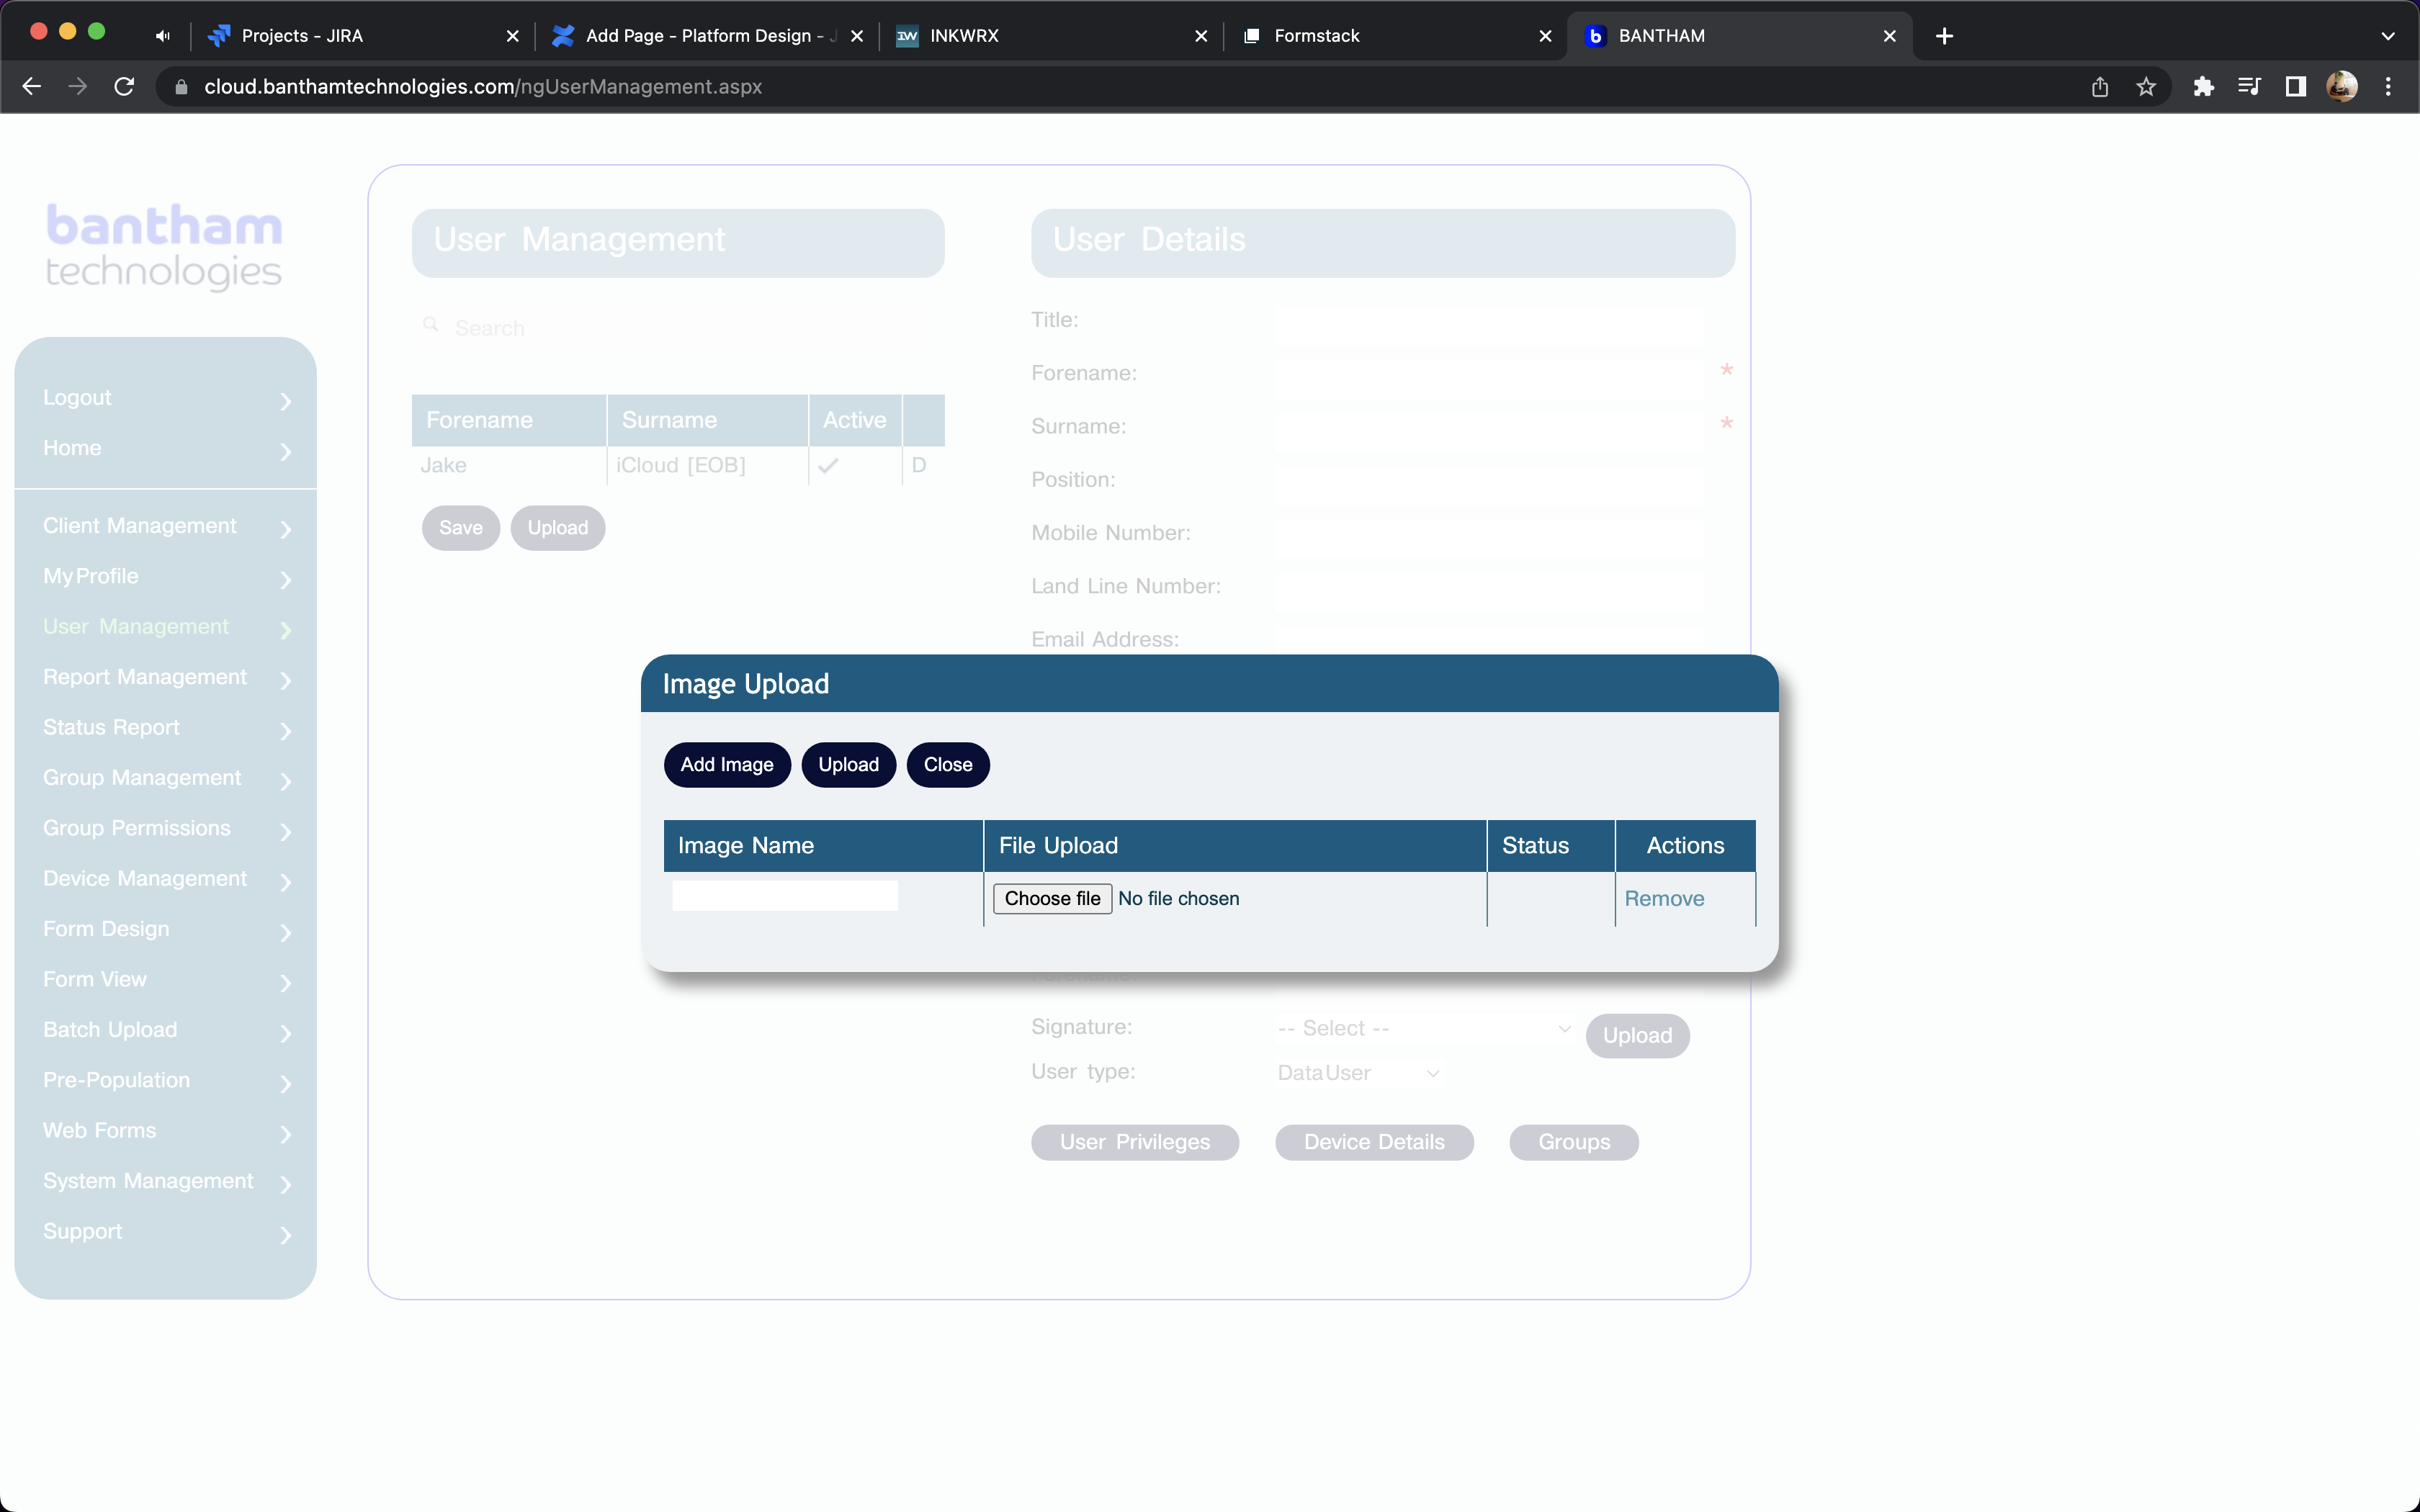 Projects - JIRA
Add Page - Platform Design -
INKWRX
Formstack
BANTHAM
cloud.banthamtechnologies.com/ngUserManagement.aspx
bantham
technologies
Logout
Home
Client Management
My Profile
User Management
Report Management
Status Report
Group Management
Group Permissions
Device Management
Form Design
Form View
Batch Upload
Pre-Population
Web Forms
System Management
Support
User Management
Search
Forename Surname Active
Jake iCloud [EOB] D
Save Upload
User Details
Title:
Forename: *
Surname: *
Position:
Mobile Number:
Land Line Number:
Email Address:
Image Upload
Add Image Upload Close
Image Name File Upload Status Actions
Choose file No file chosen Remove
Signature: -- Select -- Upload
User type: DataUser
User Privileges Device Details Groups